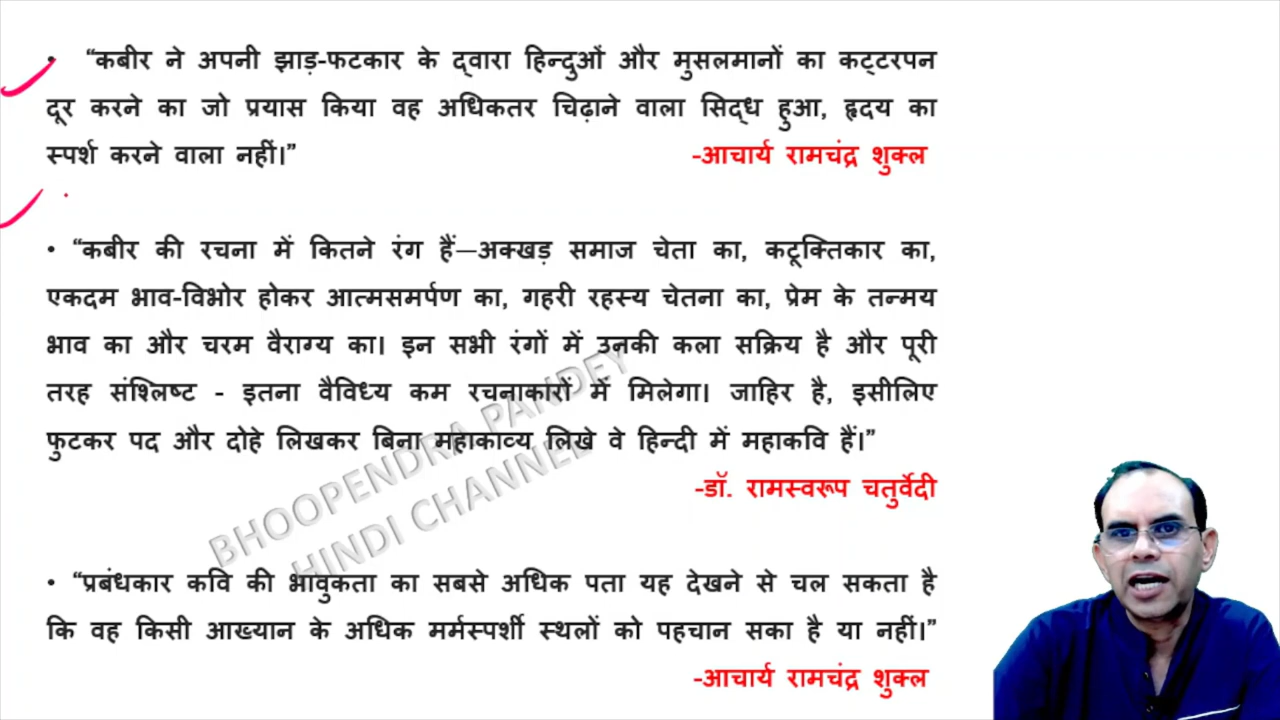 • “कबीर ने अपनी झाड़-फटकार के द्वारा हिन्दुओं और मुसलमानों का कट्टरपन
दूर करने का जो प्रयास किया वह अधिकतर चिढ़ाने वाला सिद्ध हुआ, हृदय का
स्पर्श करने वाला नहीं।”
-आचार्य रामचंद्र शुक्ल
• “कबीर की रचना में कितने रंग हैं—अक्खड़ समाज चेता का, कटूक्तिकार का,
एकदम भाव-विभोर होकर आत्मसमर्पण का, गहरी रहस्य चेतना का, प्रेम के तन्मय
भाव का और चरम वैराग्य का। इन सभी रंगों में उनकी कला सक्रिय है और पूरी
तरह संश्लिष्ट - इतना वैविध्य कम रचनाकारों में मिलेगा। जाहिर है, इसीलिए
फुटकर पद और दोहे लिखकर बिना महाकाव्य लिखे वे हिन्दी में महाकवि हैं।”
-डॉ. रामस्वरूप चतुर्वेदी
BHOOPENDRA PANDEY
HINDI CHANNEL
• “प्रबंधकार कवि की भावुकता का सबसे अधिक पता यह देखने से चल सकता है
कि वह किसी आख्यान के अधिक मर्मस्पर्शी स्थलों को पहचान सका है या नहीं।”
-आचार्य रामचंद्र शुक्ल